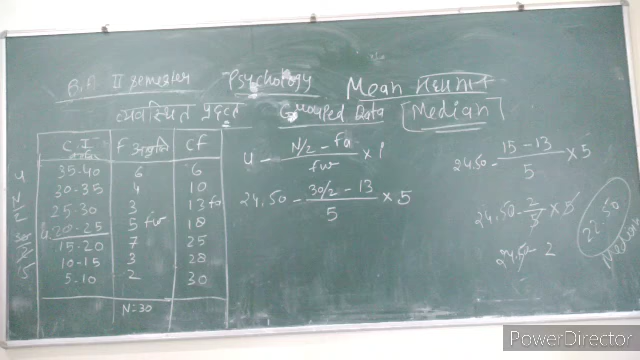 B.A II Semester Psychology Mean मध्यमान
व्यवस्थित प्रदत्त Grouped Data [Median]
C.I F आवृत्ति CF
35-40 6 6
30-35 4 10
25-30 3 13 fa
20-25 5 fw 18
15-20 7 25
10-15 3 28
5-10 2 30
N=30
u - N/2 - fa / fw × i
24.50 - 30/2 - 13 / 5 × 5
24.50 - 15 - 13 / 5 × 5
24.50 - 2 / 5 × 5
24.50 - 2
22.50
Median
PowerDirector